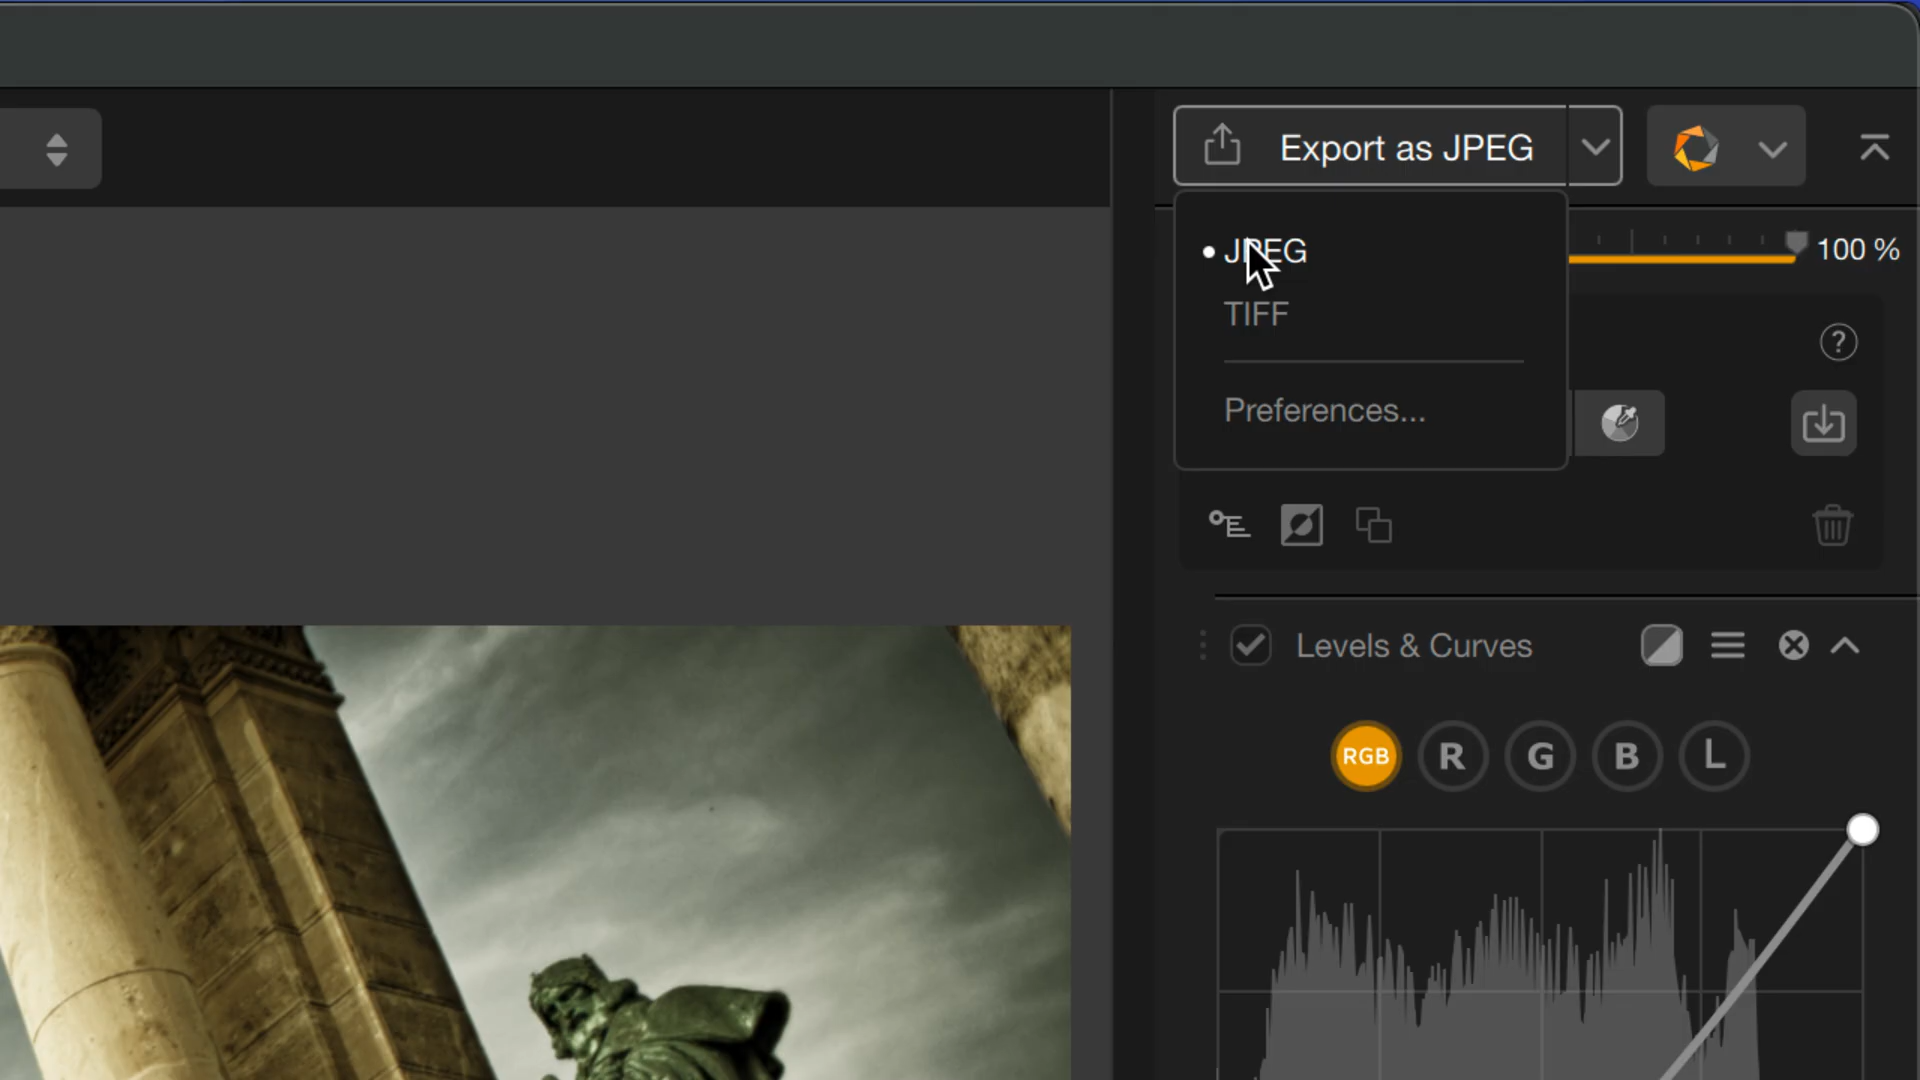 Export as JPEG
JPEG
100 %
TIFF
?
Preferences...
Levels & Curves
RGB R G B L